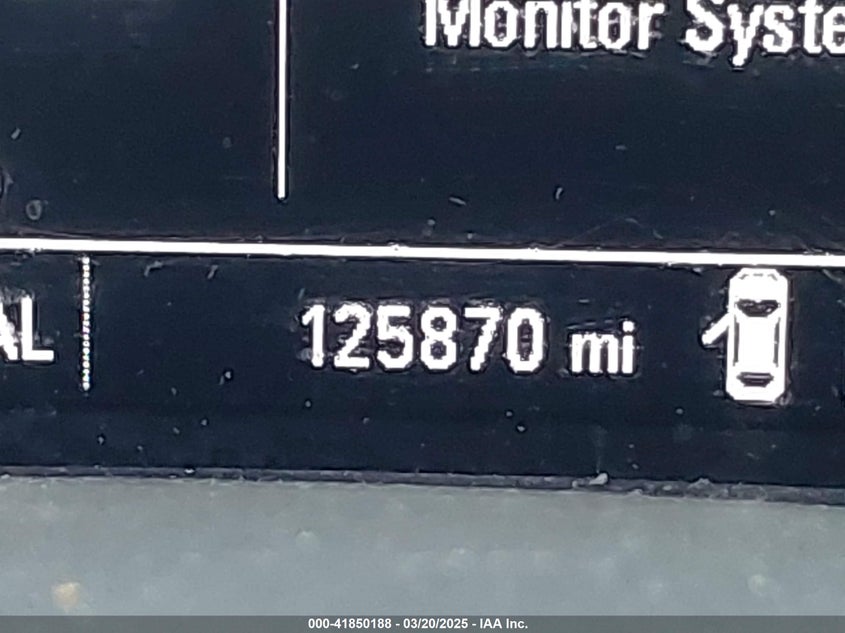 Monitor Syste
AL
125870 mi
000-41850188 - 03/20/2025 - IAA Inc.